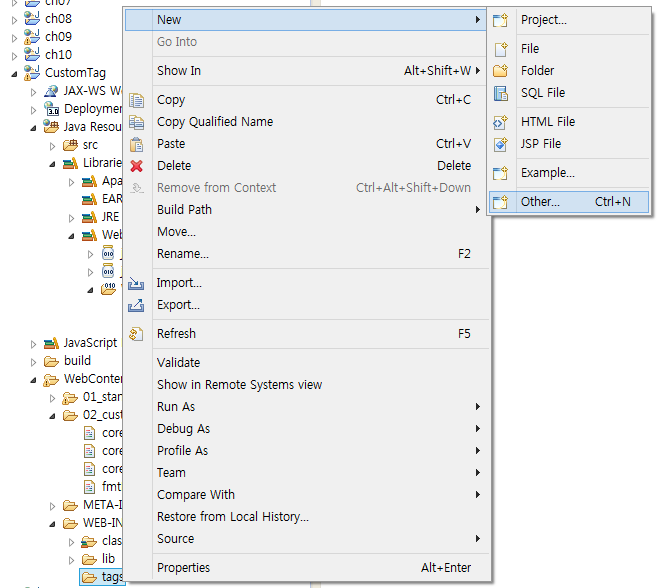 ch07
ch08
ch09
ch10
CustomTag
JAX-WS W
Deploymen
Java Resou
src
Librarie
Apa
EAR
JRE
Web
JavaScript
build
WebConten
01_stan
02_cust
core
core
core
fmt
META-I
WEB-IN
clas
lib
tags
New
Go Into
Show In Alt+Shift+W
Copy Ctrl+C
Copy Qualified Name
Paste Ctrl+V
Delete Delete
Remove from Context Ctrl+Alt+Shift+Down
Build Path
Move...
Rename... F2
Import...
Export...
Refresh F5
Validate
Show in Remote Systems view
Run As
Debug As
Profile As
Team
Compare With
Restore from Local History...
Source
Properties Alt+Enter
Project...
File
Folder
SQL File
HTML File
JSP File
Example...
Other... Ctrl+N